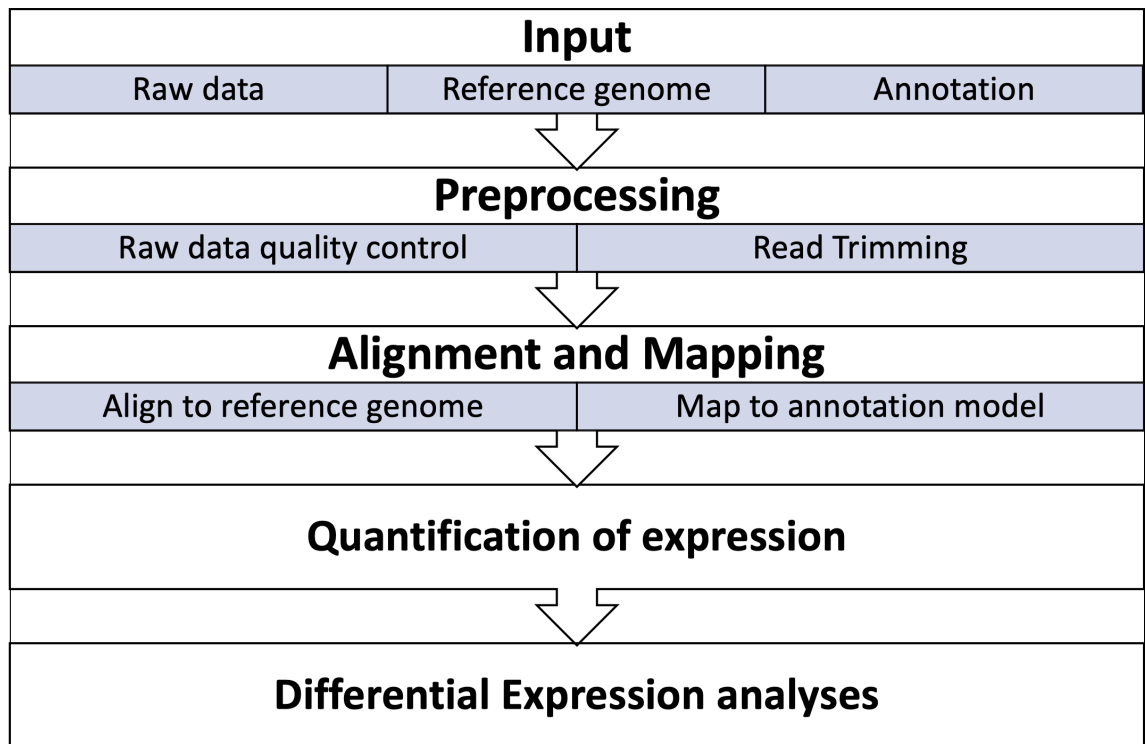 Input
Raw data
Reference genome
Annotation
Preprocessing
Raw data quality control
Read Trimming
Alignment and Mapping
Align to reference genome
Map to annotation model
Quantification of expression
Differential Expression analyses